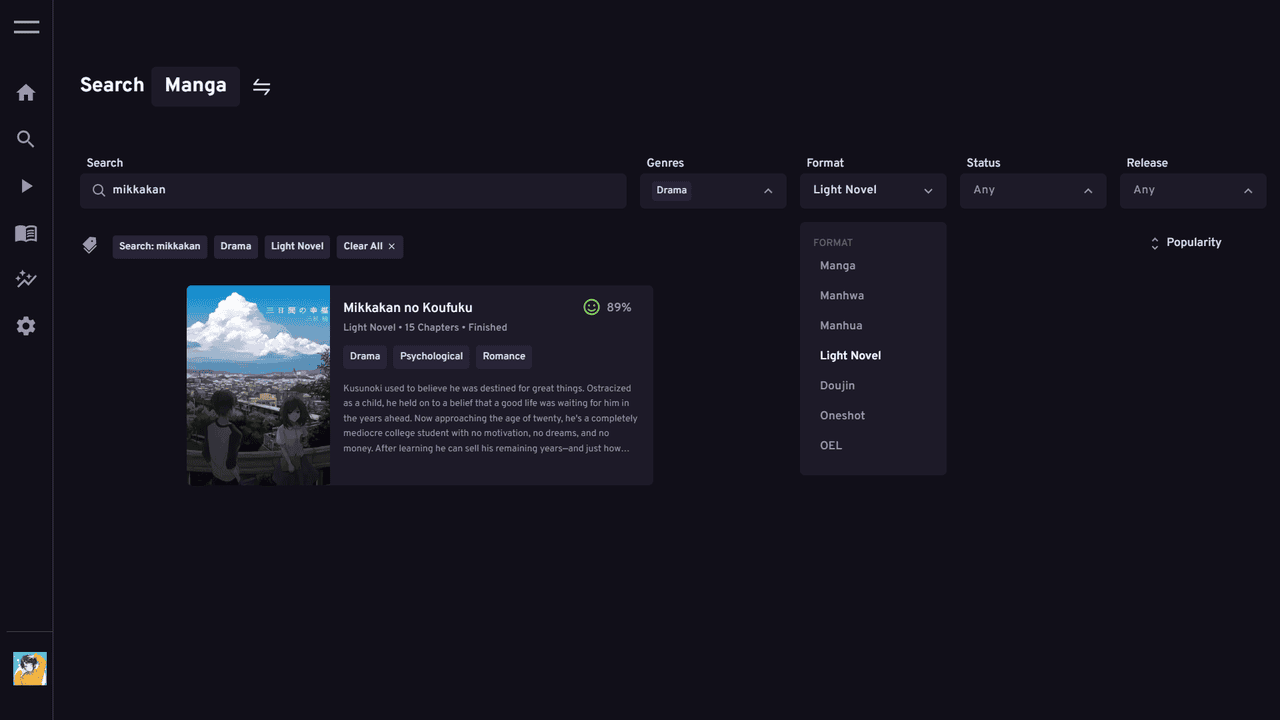 Search Manga
Search
mikkakan
Genres
Drama
Format
Light Novel
Status
Any
Release
Any
Search: mikkakan
Drama
Light Novel
Clear All ×
Popularity
FORMAT
Manga
Manhwa
Manhua
Light Novel
Doujin
Oneshot
OEL
三日間の幸福
Mikkakan no Koufuku
89%
Light Novel • 15 Chapters • Finished
Drama
Psychological
Romance
Kusunoki used to believe he was destined for great things. Ostracized
as a child, he held on to a belief that a good life was waiting for him in
the years ahead. Now approaching the age of twenty, he's a completely
mediocre college student with no motivation, no dreams, and no
money. After learning he can sell his remaining years—and just how...